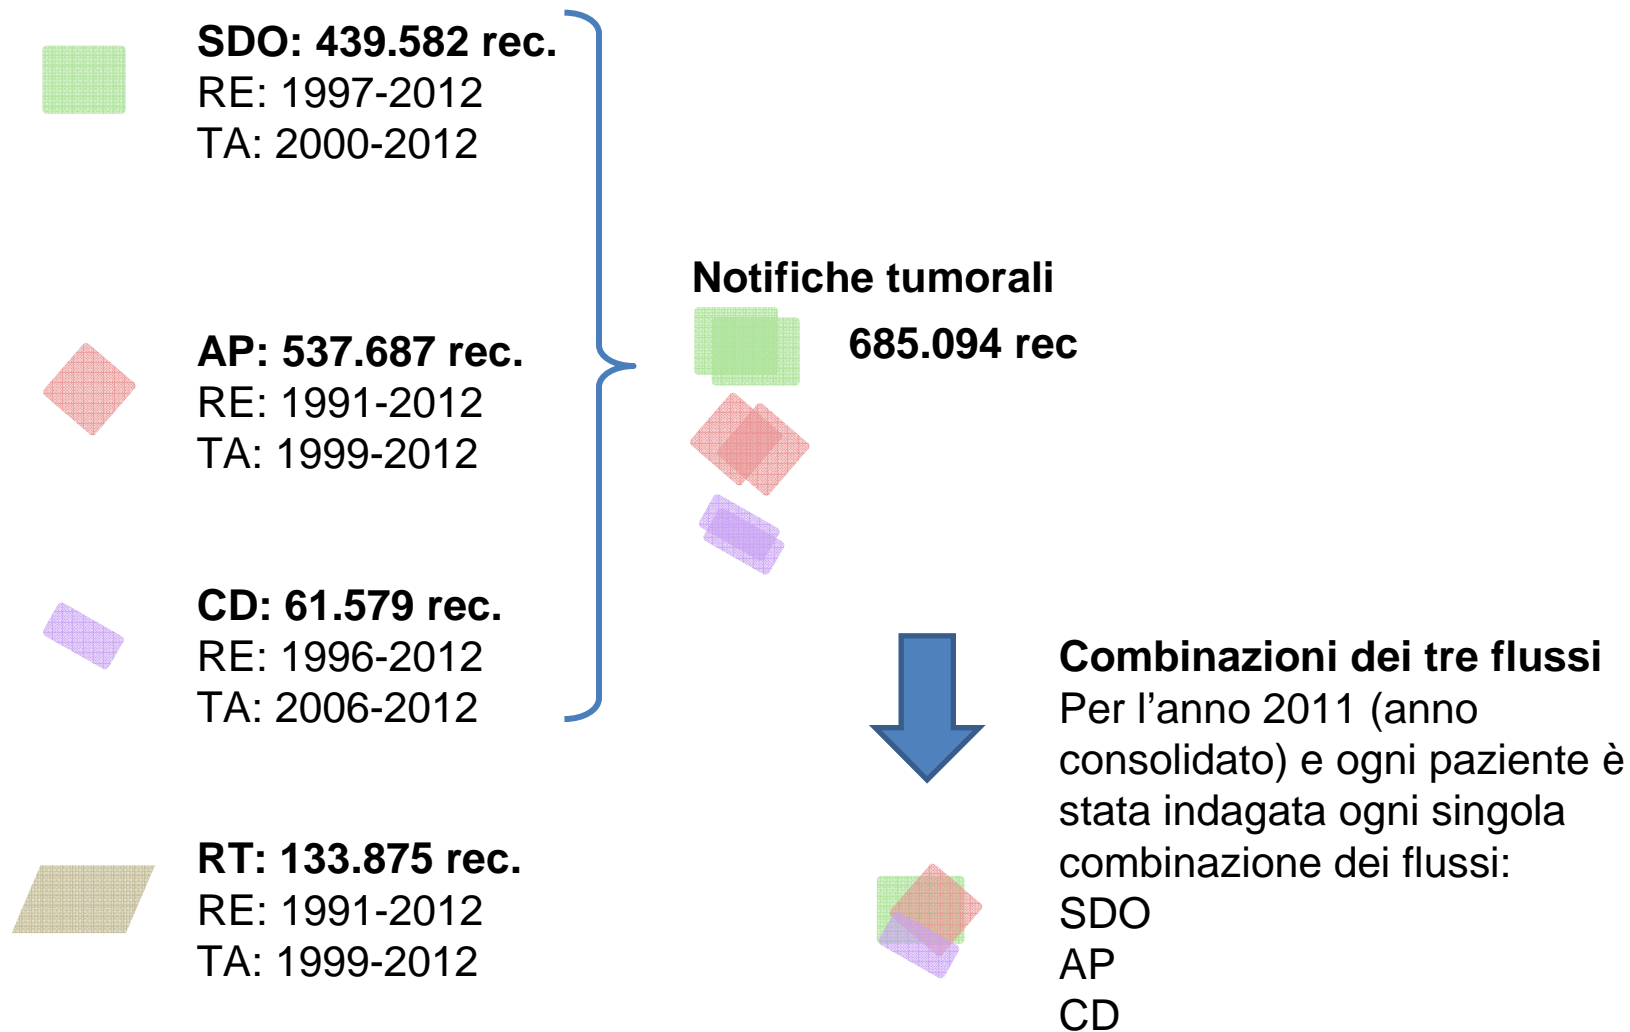 SDO: 439.582 rec.
RE: 1997-2012
TA: 2000-2012
AP: 537.687 rec.
RE: 1991-2012
TA: 1999-2012
CD: 61.579 rec.
RE: 1996-2012
TA: 2006-2012
RT: 133.875 rec.
RE: 1991-2012
TA: 1999-2012
Notifiche tumorali
685.094 rec
Combinazioni dei tre flussi
Per l’anno 2011 (anno
consolidato) e ogni paziente è
stata indagata ogni singola
combinazione dei flussi:
SDO
AP
CD